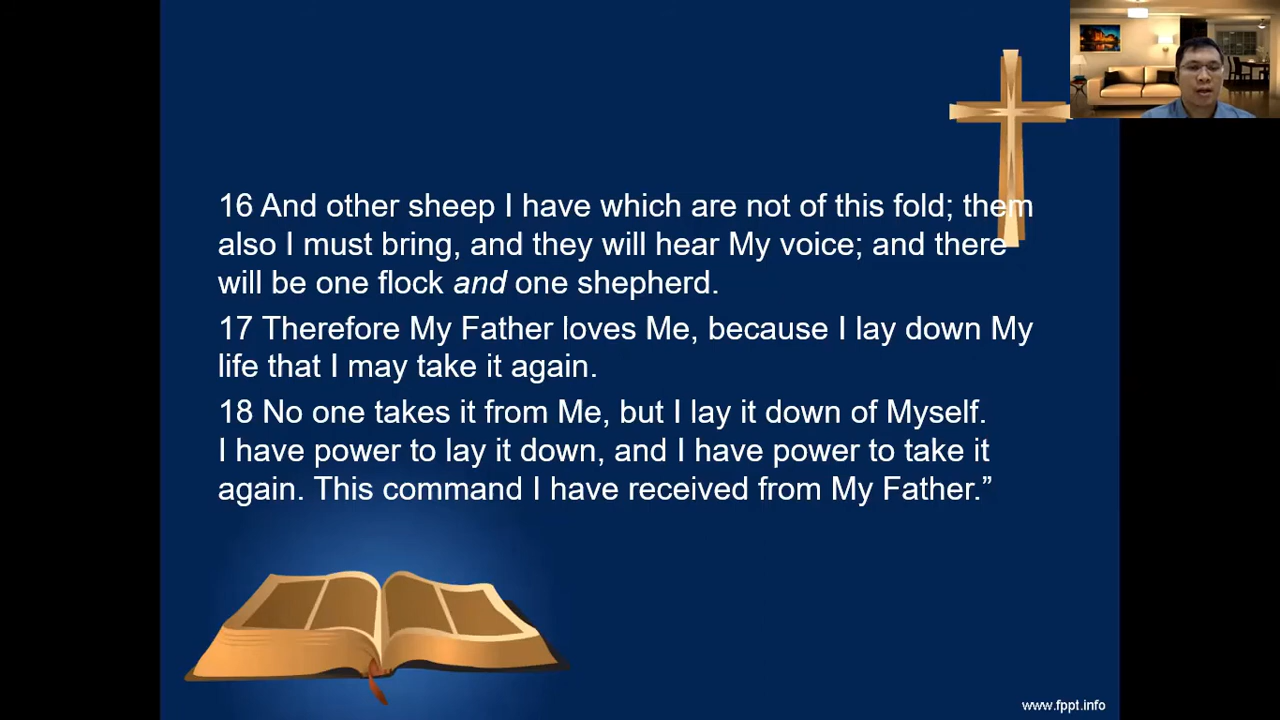 16 And other sheep I have which are not of this fold; them
also I must bring, and they will hear My voice; and there
will be one flock and one shepherd.
17 Therefore My Father loves Me, because I lay down My
life that I may take it again.
18 No one takes it from Me, but I lay it down of Myself.
I have power to lay it down, and I have power to take it
again. This command I have received from My Father.”
www.fppt.info